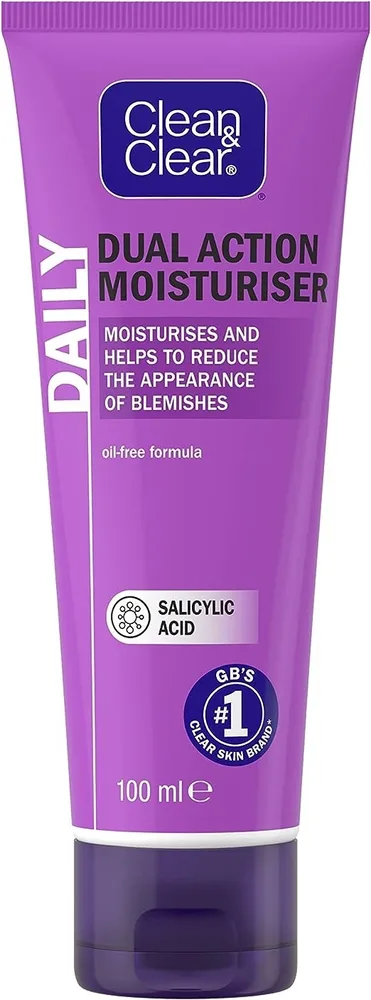 Clean
&
Clear®
®
DAILY
DUAL ACTION
MOISTURISER
MOISTURISES AND
HELPS TO REDUCE
THE APPEARANCE
OF BLEMISHES
oil-free formula
SALICYLIC
ACID
GB'S
#1
CLEAR SKIN BRAND*
100 ml ℮